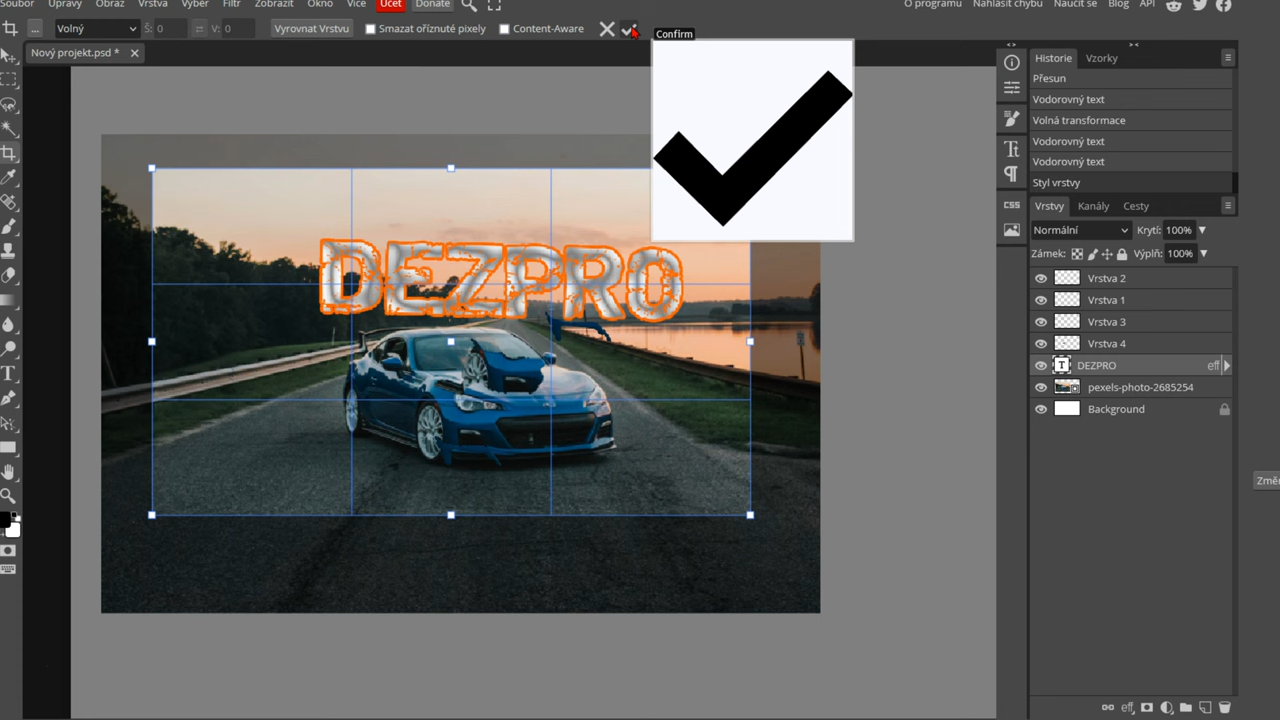 Soubor Úpravy Obraz Vrstva Výběr Filtr Zobrazit Okno Více Účet Donate O programu Nahlásit chybu Naučit se Blog API
... Volný Š: 0 V: 0 Vyrovnat Vrstvu Smazat oříznuté pixely Content-Aware
Confirm
Nový projekt.psd *
DEZPRO
Historie Vzorky
Přesun
Vodorovný text
Volná transformace
Vodorovný text
Vodorovný text
Styl vrstvy
Vrstvy Kanály Cesty
Normální Krytí: 100%
Zámek: Výplň: 100%
Vrstva 2
Vrstva 1
Vrstva 3
Vrstva 4
T DEZPRO eff
pexels-photo-2685254
Background
CSS
Změ
eff